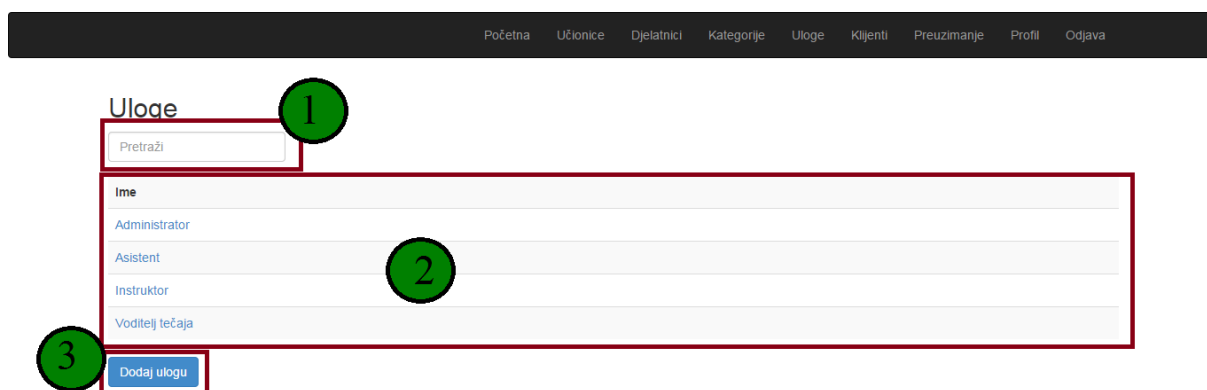 Početna Učionice Djelatnici Kategorije Uloge Klijenti Preuzimanje Profil Odjava
Uloge
1
Pretraži
Ime
Administrator
Asistent
2
Instruktor
Voditelj tečaja
3
Dodaj ulogu